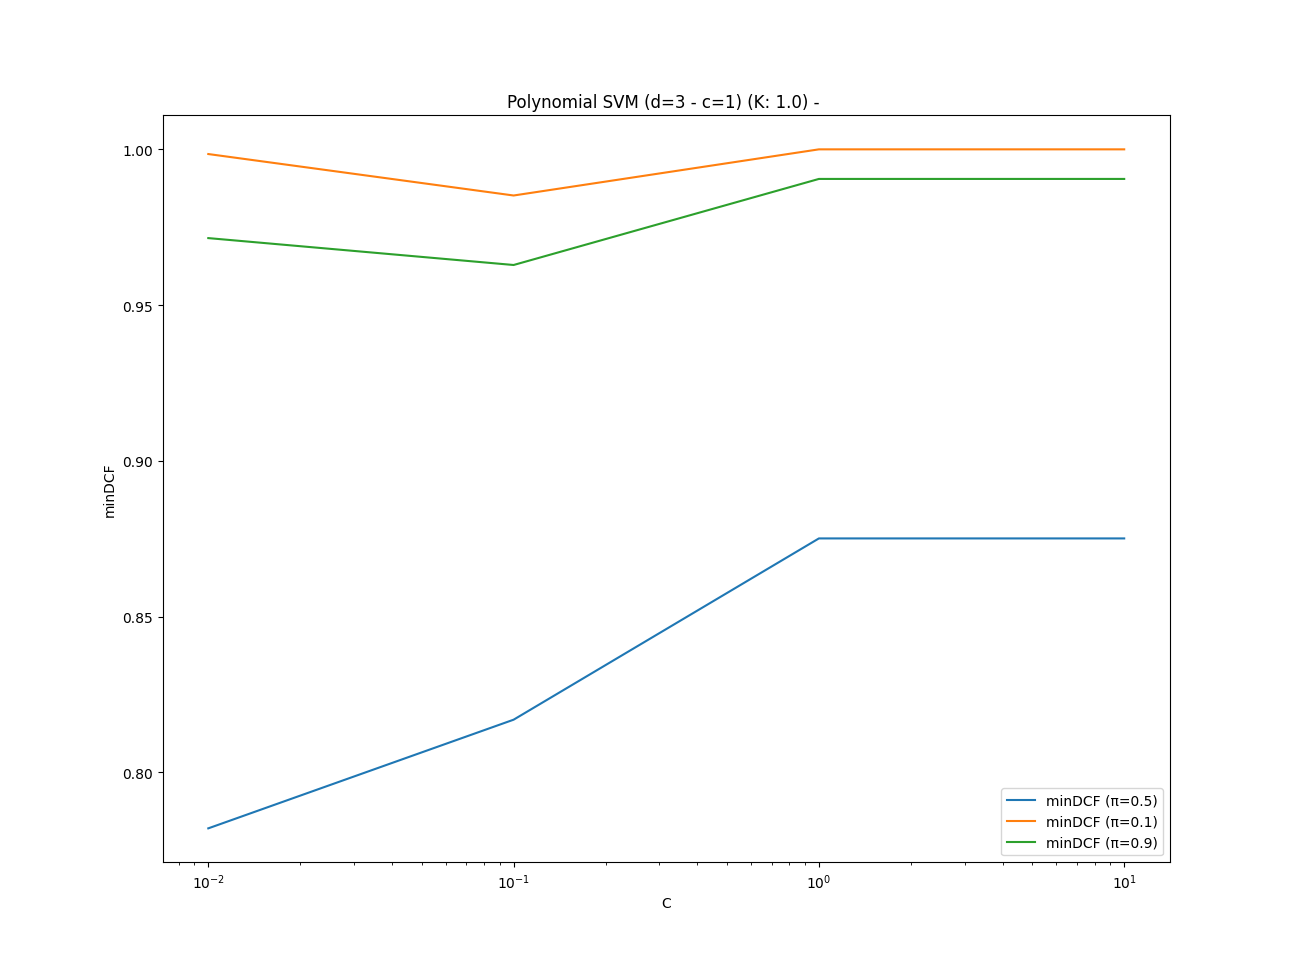 Polynomial SVM (d=3 - c=1) (K: 1.0) -
minDCF
1.00
0.95
0.90
0.85
0.80
10⁻²
10⁻¹
10⁰
10¹
C
minDCF (π=0.5)
minDCF (π=0.1)
minDCF (π=0.9)